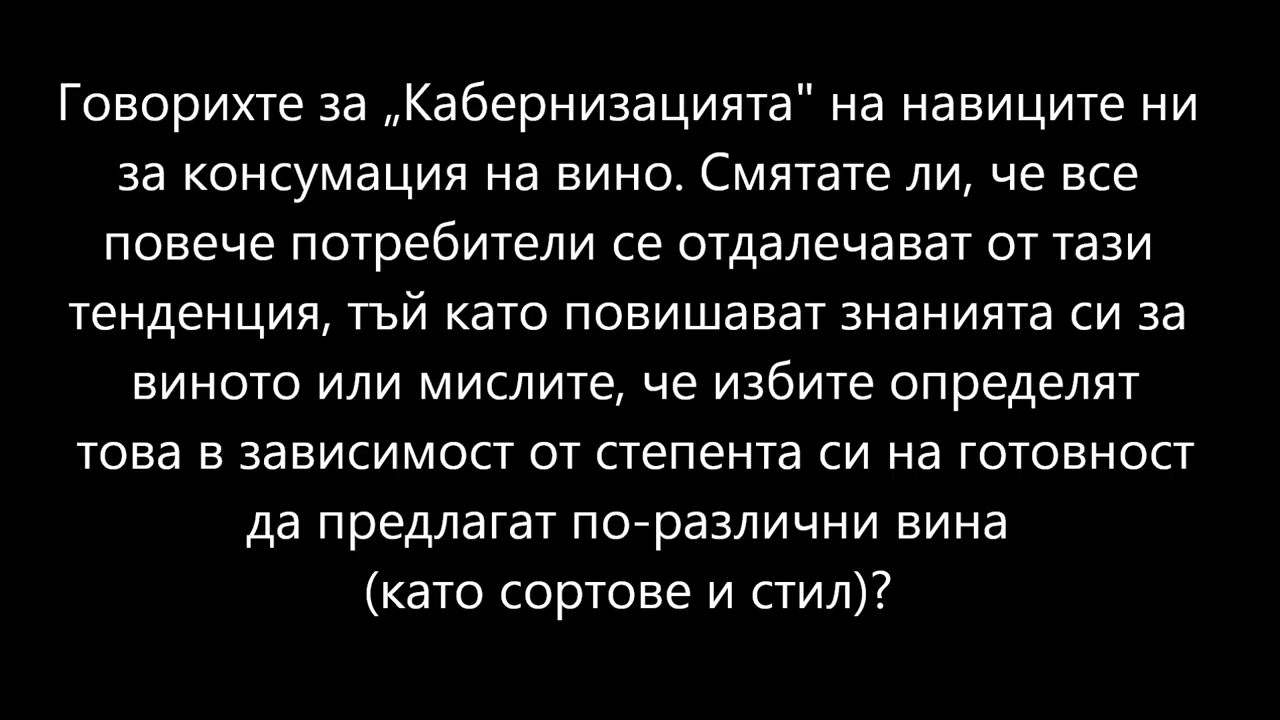 Говорихте за „Кабернизацията" на навиците ни
за консумация на вино. Смятате ли, че все
повече потребители се отдалечават от тази
тенденция, тъй като повишават знанията си за
виното или мислите, че избите определят
това в зависимост от степента си на готовност
да предлагат по-различни вина
(като сортове и стил)?